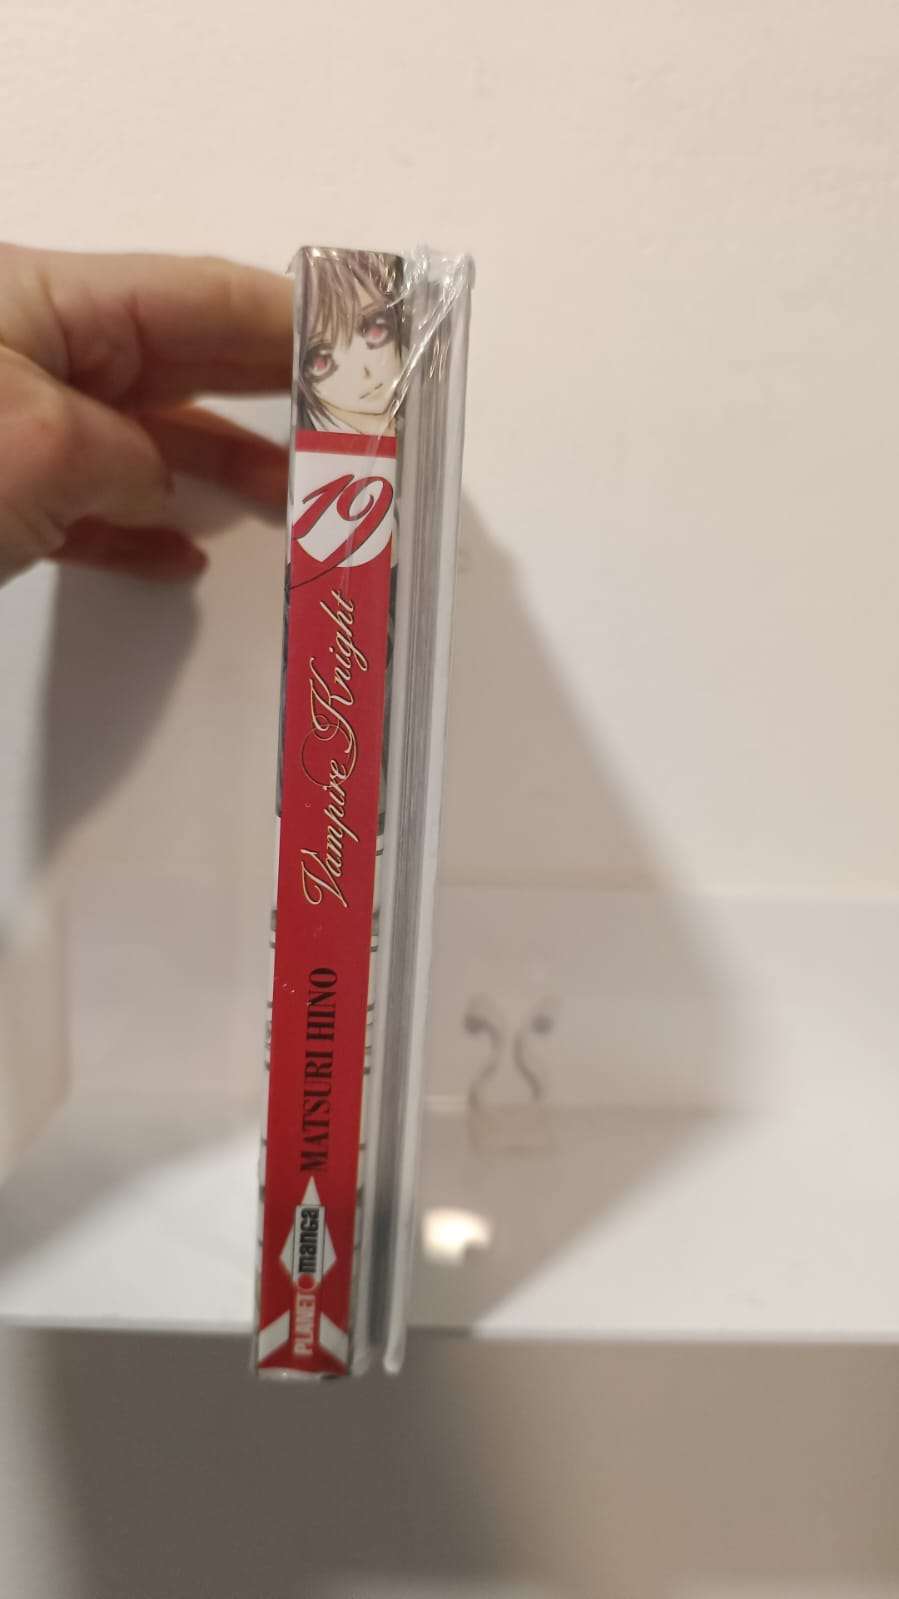 19
Vampire Knight
MATSURI HINO
PLANET manga